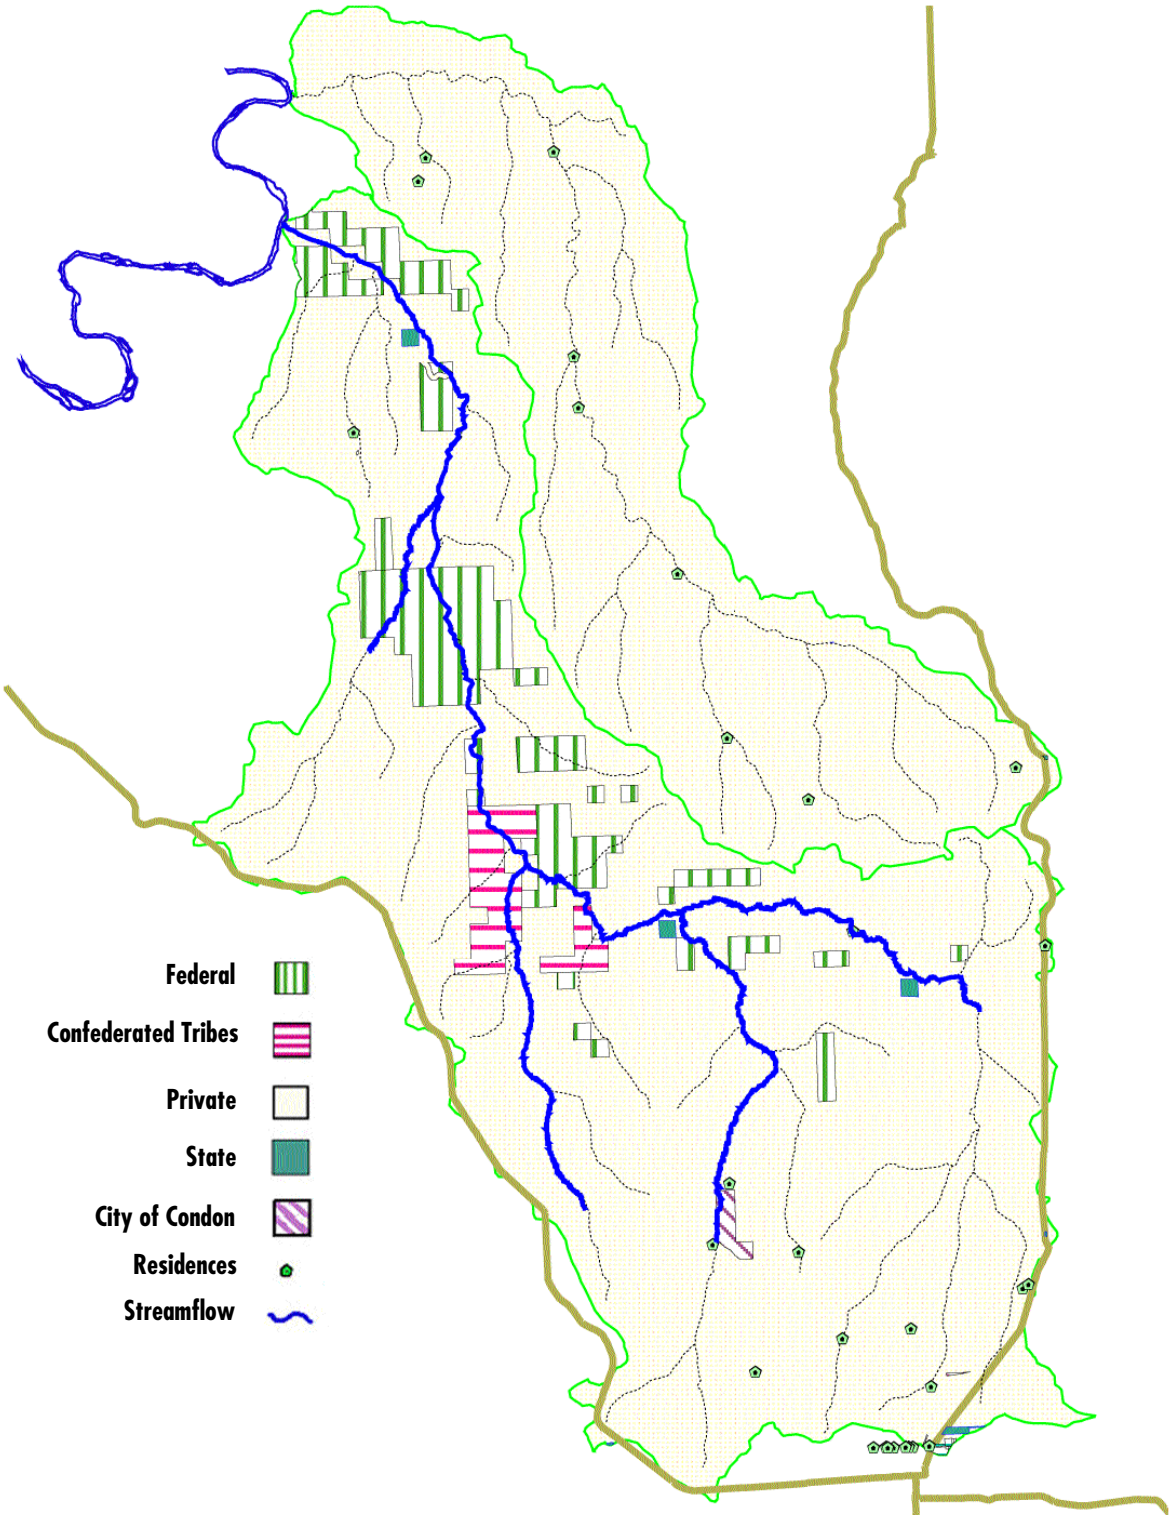 Federal
Confederated Tribes
Private
State
City of Condon
Residences
Streamflow